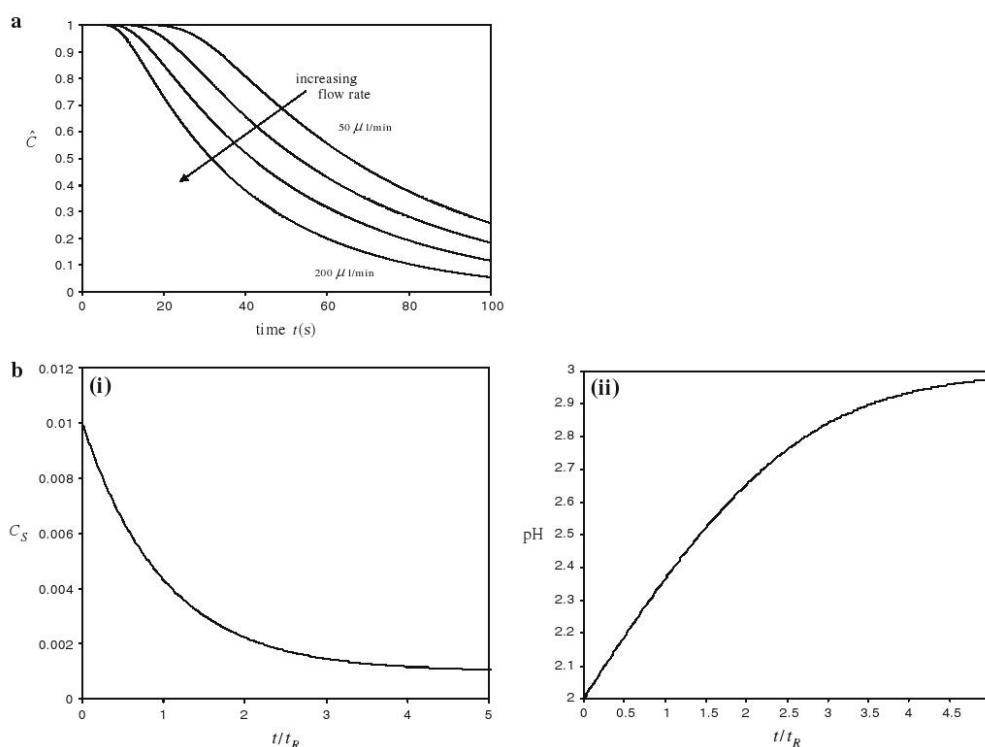 a
1
0.9
0.8
0.7
0.6
0.5
0.4
0.3
0.2
0.1
0
Ĉ
increasing
flow rate
50 μl/min
200 μl/min
0 20 40 60 80 100
time t(s)
b
(i)
0.012
0.01
0.008
0.006
0.004
0.002
0
C_S
0 1 2 3 4 5
t/t_R
(ii)
3
2.9
2.8
2.7
2.6
2.5
2.4
2.3
2.2
2.1
2
pH
0 0.5 1 1.5 2 2.5 3 3.5 4 4.5
t/t_R